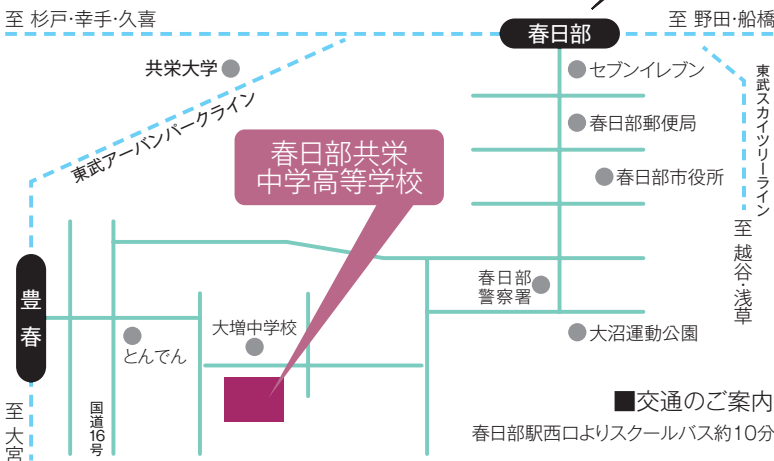 至 杉戸・幸手・久喜
春日部
至 野田・船橋
共栄大学
セブンイレブン
東武スカイツリーライン
東武アーバンパークライン
春日部郵便局
春日部共栄
中学高等学校
春日部市役所
至 越谷・浅草
豊春
春日部
警察署
大増中学校
とんでん
大沼運動公園
国道16号
至 大宮
■交通のご案内
春日部駅西口よりスクールバス約10分